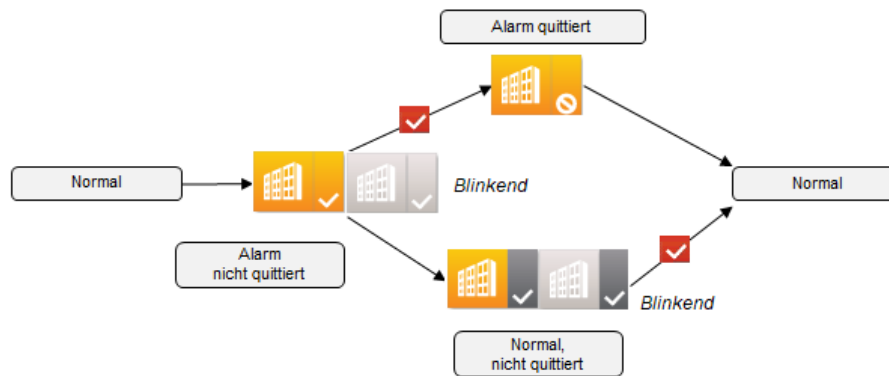 Alarm quittiert
Normal
Blinkend
Normal
Alarm
nicht quittiert
Blinkend
Normal,
nicht quittiert